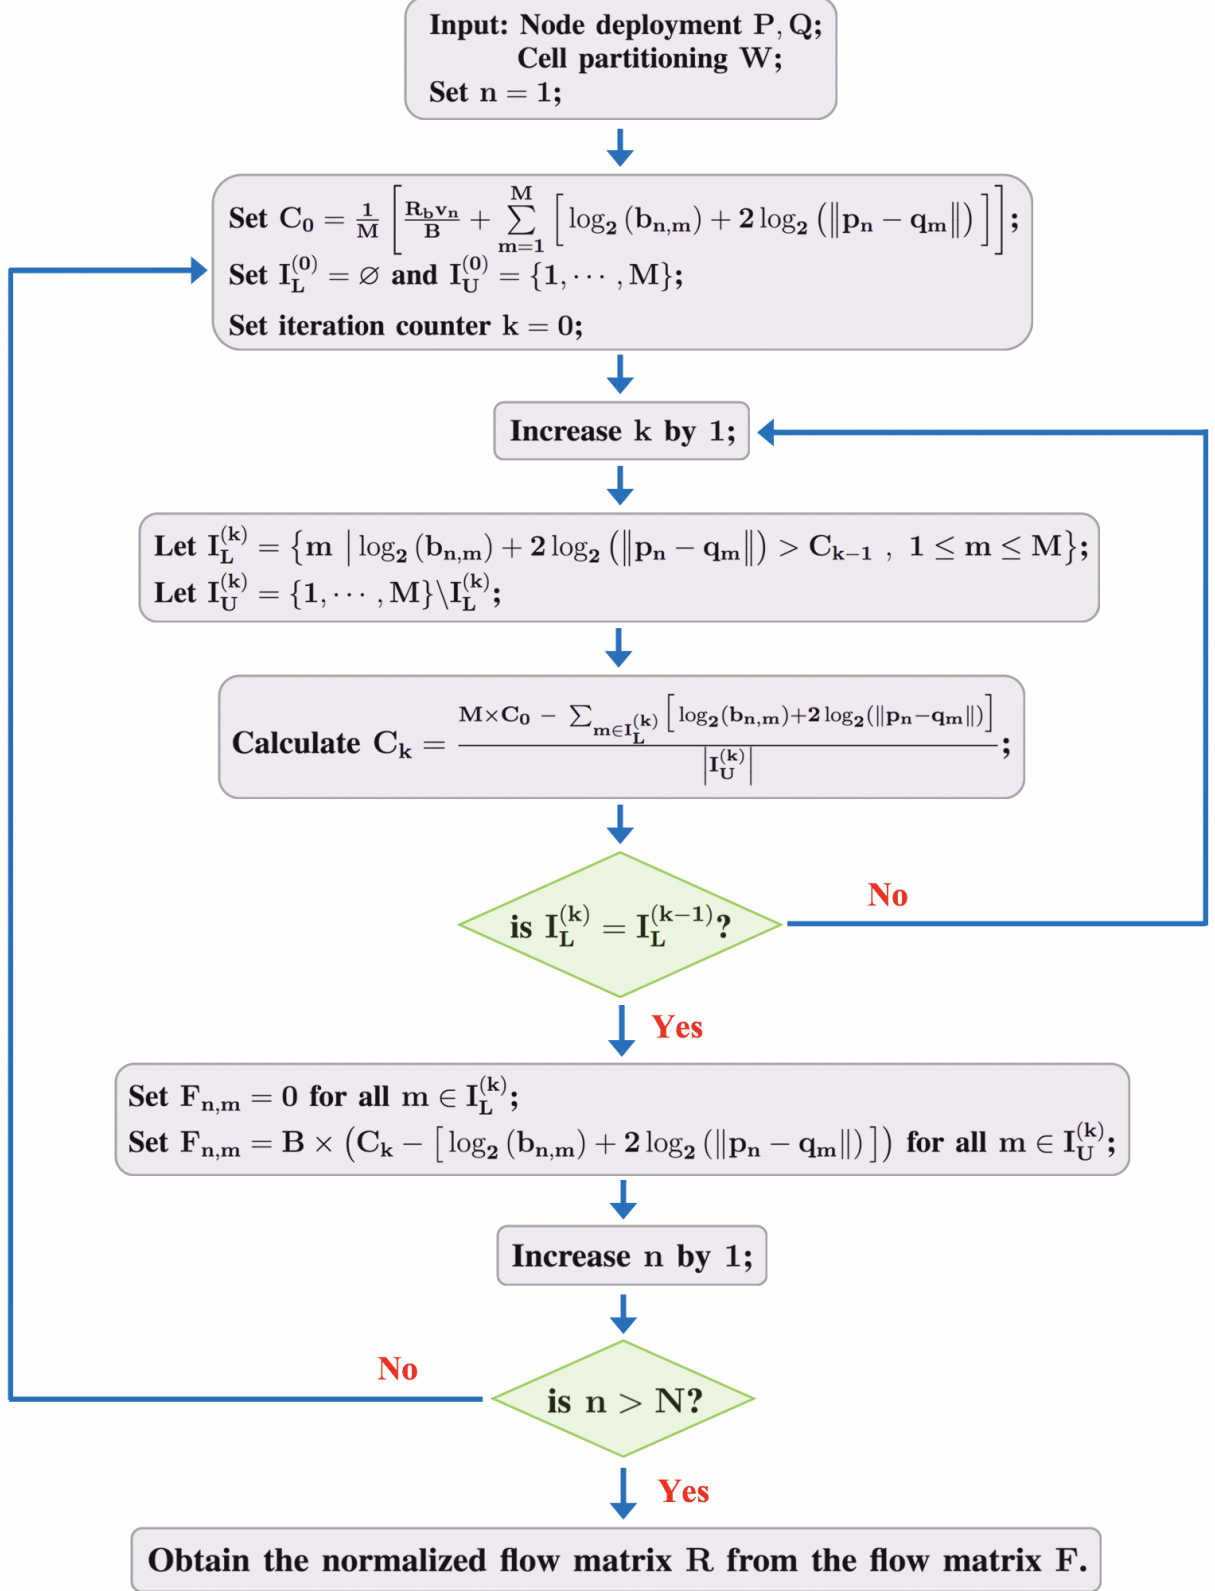 Input: Node deployment P, Q;
Cell partitioning W;
Set n = 1;
Set C₀ = 1/M [ R_b v_n / B + ∑_{m=1}^{M} [ log₂ (b_{n,m}) + 2 log₂ (‖p_n − q_m‖) ] ];
Set I_L^{(0)} = ∅ and I_U^{(0)} = {1, ⋯ , M};
Set iteration counter k = 0;
Increase k by 1;
Let I_L^{(k)} = {m | log₂ (b_{n,m}) + 2 log₂ (‖p_n − q_m‖) > C_{k−1} , 1 ≤ m ≤ M};
Let I_U^{(k)} = {1, ⋯ , M}\I_L^{(k)};
Calculate C_k = (M×C₀ − ∑_{m∈I_L^{(k)}} [ log₂(b_{n,m})+2 log₂(‖p_n−q_m‖) ]) / |I_U^{(k)}| ;
is I_L^{(k)} = I_L^{(k−1)}?
No
Yes
Set F_{n,m} = 0 for all m ∈ I_L^{(k)};
Set F_{n,m} = B × (C_k − [ log₂ (b_{n,m}) + 2 log₂ (‖p_n − q_m‖) ]) for all m ∈ I_U^{(k)};
Increase n by 1;
is n > N?
No
Yes
Obtain the normalized flow matrix R from the flow matrix F.